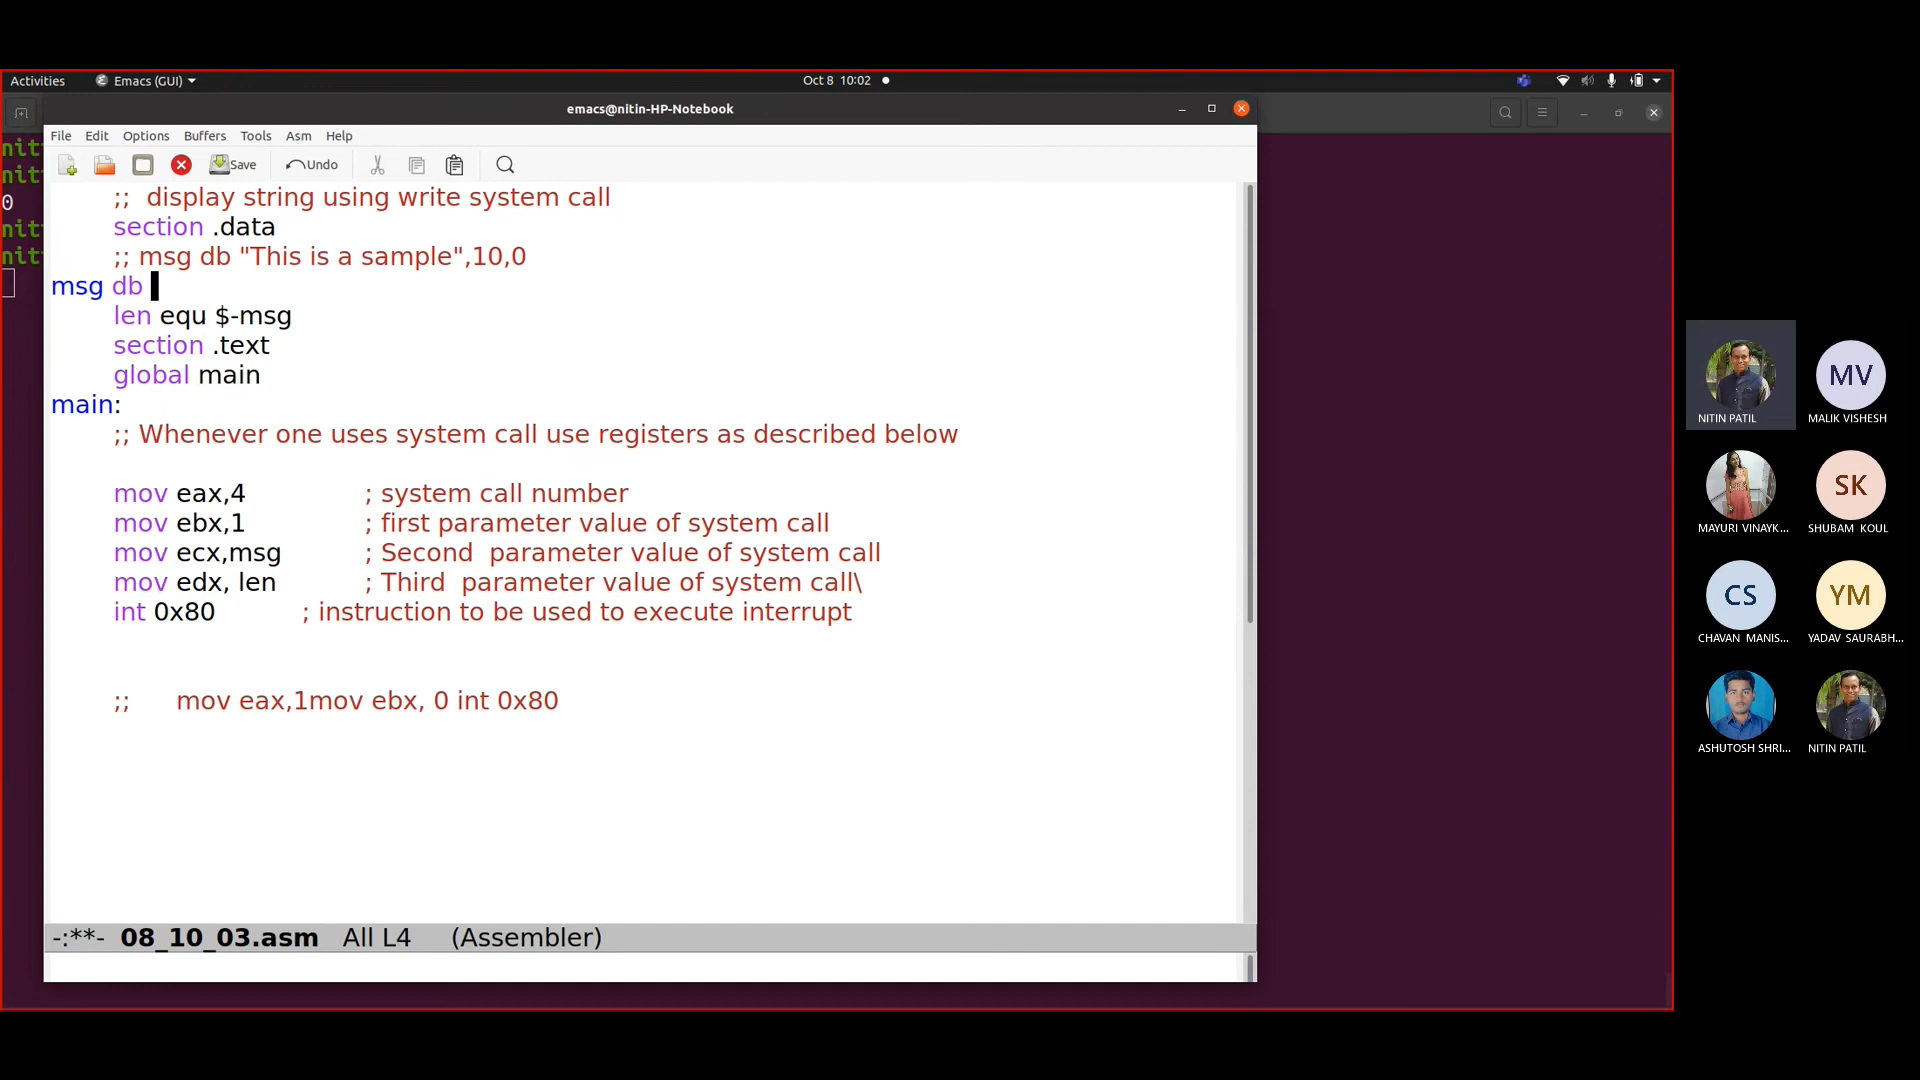 Activities
Emacs (GUI)
Oct 8 10:02
emacs@nitin-HP-Notebook
File Edit Options Buffers Tools Asm Help
Save Undo
nit
nit
0
nit
nit
;; display string using write system call
section .data
;; msg db "This is a sample",10,0
msg db
len equ $-msg
section .text
global main
main:
;; Whenever one uses system call use registers as described below
mov eax,4 ; system call number
mov ebx,1 ; first parameter value of system call
mov ecx,msg ; Second  parameter value of system call
mov edx, len ; Third  parameter value of system call\
int 0x80 ; instruction to be used to execute interrupt
;; mov eax,1mov ebx, 0 int 0x80
-:**- 08_10_03.asm All L4 (Assembler)
NITIN PATIL
MV
MALIK VISHESH
MAYURI VINAYK...
SK
SHUBAM KOUL
CS
CHAVAN MANIS...
YM
YADAV SAURABH...
ASHUTOSH SHRI...
NITIN PATIL